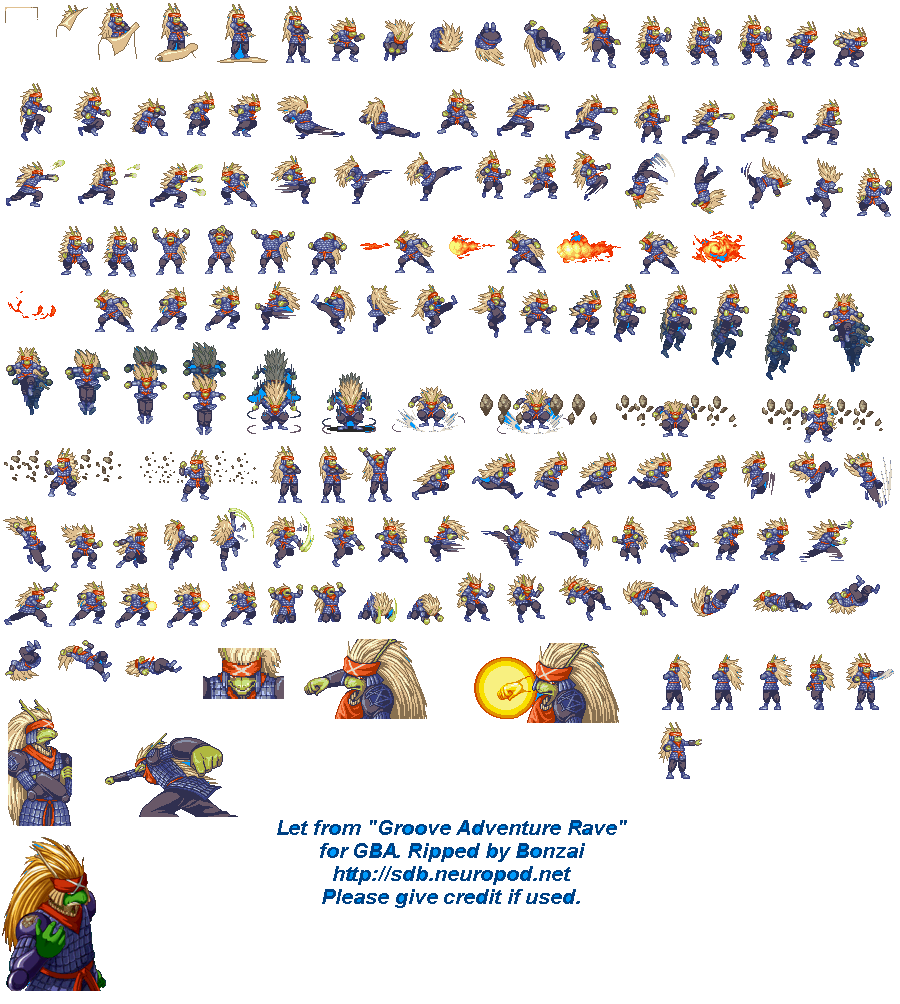 Let from "Groove Adventure Rave"
for GBA. Ripped by Bonzai
http://sdb.neuropod.net
Please give credit if used.